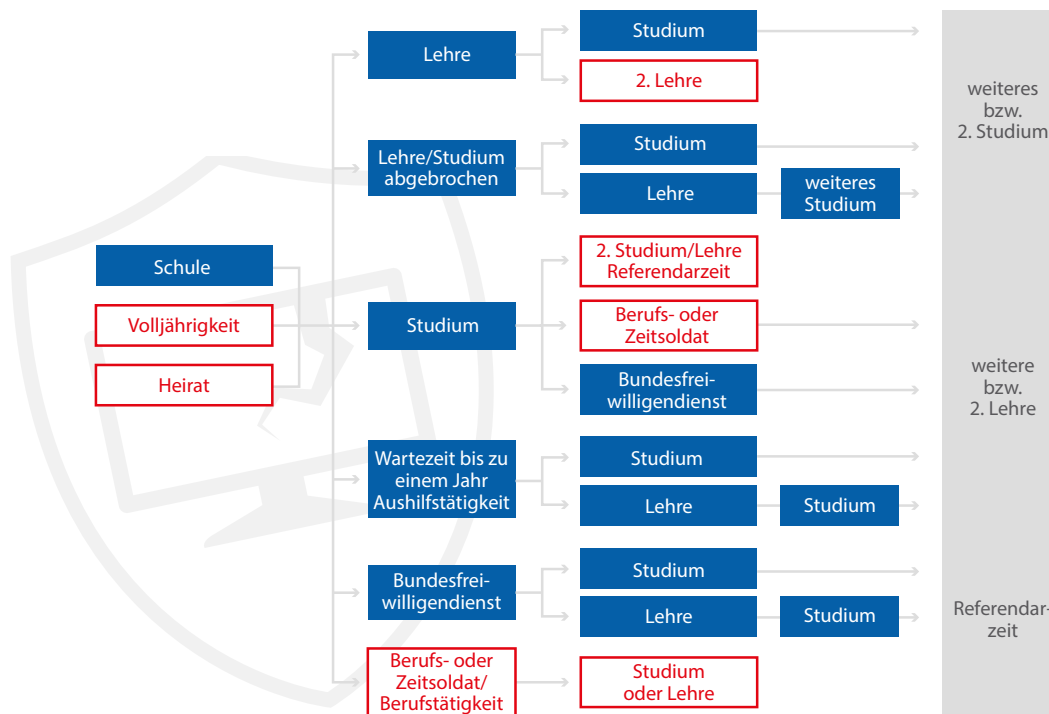 Schule
Volljährigkeit
Heirat
Lehre
Lehre/Studium
abgebrochen
Studium
Wartezeit bis zu
einem Jahr
Aushilfstätigkeit
Bundesfrei-
willigendienst
Berufs- oder
Zeitsoldat/
Berufstätigkeit
Studium
2. Lehre
Studium
Lehre
weiteres
Studium
2. Studium/Lehre
Referendarzeit
Berufs- oder
Zeitsoldat
Bundesfrei-
willigendienst
Studium
Lehre
Studium
Studium
Lehre
Studium
Studium
oder Lehre
weiteres
bzw.
2. Studium
weitere
bzw.
2. Lehre
Referendar-
zeit